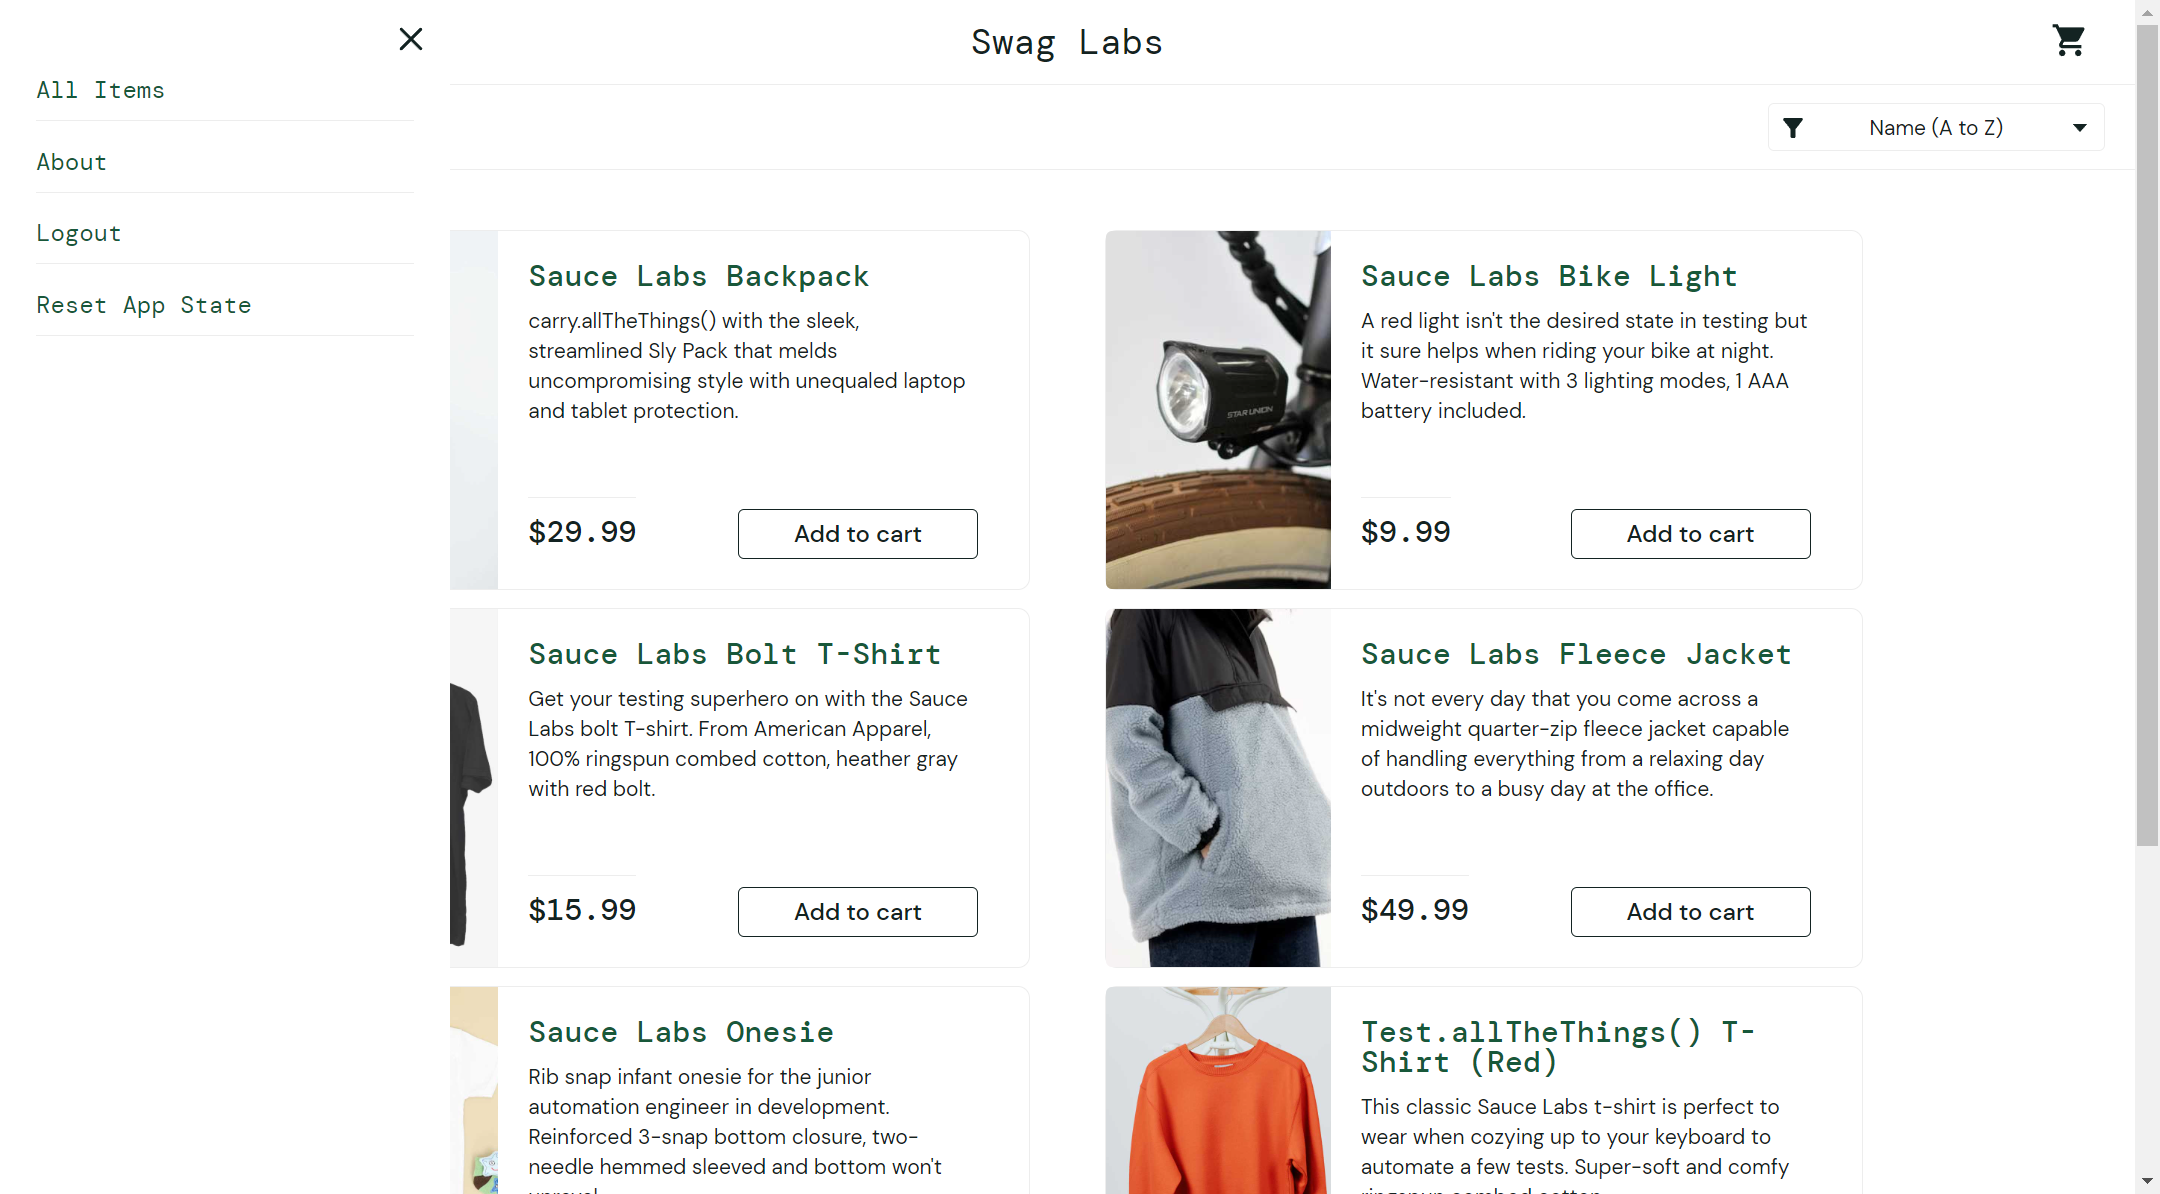 Swag Labs
All Items
About
Logout
Reset App State
Name (A to Z)
Sauce Labs Backpack
carry.allTheThings() with the sleek,
streamlined Sly Pack that melds
uncompromising style with unequaled laptop
and tablet protection.
$29.99
Add to cart
Sauce Labs Bike Light
A red light isn't the desired state in testing but
it sure helps when riding your bike at night.
Water-resistant with 3 lighting modes, 1 AAA
battery included.
STAR UNION
$9.99
Add to cart
Sauce Labs Bolt T-Shirt
Get your testing superhero on with the Sauce
Labs bolt T-shirt. From American Apparel,
100% ringspun combed cotton, heather gray
with red bolt.
$15.99
Add to cart
Sauce Labs Fleece Jacket
It's not every day that you come across a
midweight quarter-zip fleece jacket capable
of handling everything from a relaxing day
outdoors to a busy day at the office.
$49.99
Add to cart
Sauce Labs Onesie
Rib snap infant onesie for the junior
automation engineer in development.
Reinforced 3-snap bottom closure, two-
needle hemmed sleeved and bottom won't
Test.allTheThings() T-
Shirt (Red)
This classic Sauce Labs t-shirt is perfect to
wear when cozying up to your keyboard to
automate a few tests. Super-soft and comfy